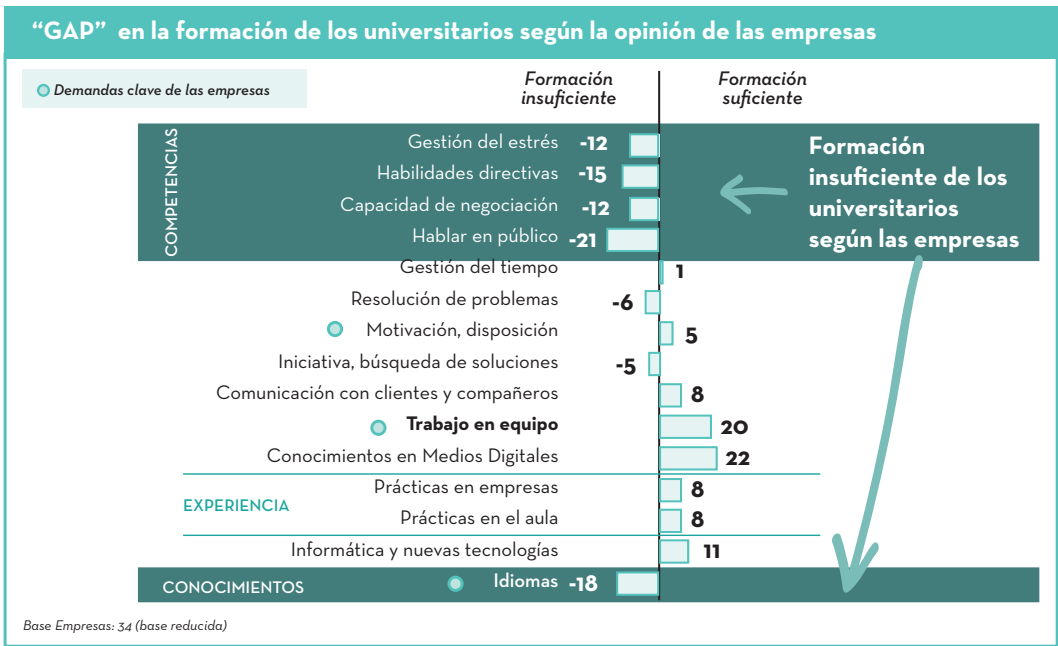 “GAP” en la formación de los universitarios según la opinión de las empresas
Demandas clave de las empresas
Formación
insuficiente
Formación
suficiente
COMPETENCIAS
Gestión del estrés -12
Habilidades directivas -15
Capacidad de negociación -12
Hablar en público -21
Formación
insuficiente de los
universitarios
según las empresas
Gestión del tiempo 1
Resolución de problemas -6
Motivación, disposición 5
Iniciativa, búsqueda de soluciones -5
Comunicación con clientes y compañeros 8
Trabajo en equipo 20
Conocimientos en Medios Digitales 22
EXPERIENCIA
Prácticas en empresas 8
Prácticas en el aula 8
Informática y nuevas tecnologías 11
CONOCIMIENTOS Idiomas -18
Base Empresas: 34 (base reducida)